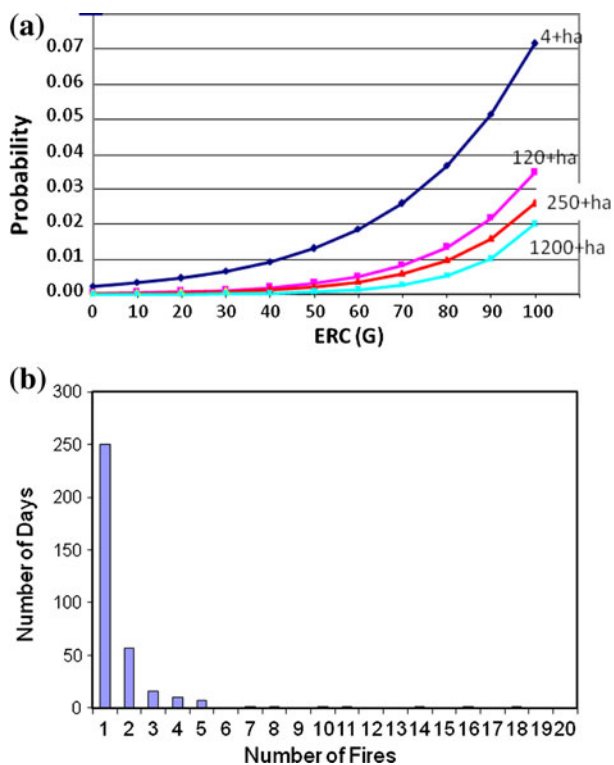 (a)
0.07
0.06
0.05
0.04
0.03
0.02
0.01
0.00
Probability
4+ha
120+ha
250+ha
1200+ha
0 10 20 30 40 50 60 70 80 90 100
ERC (G)
(b)
300
250
200
150
100
50
0
Number of Days
1 2 3 4 5 6 7 8 9 10 11 12 13 14 15 16 17 18 19 20
Number of Fires